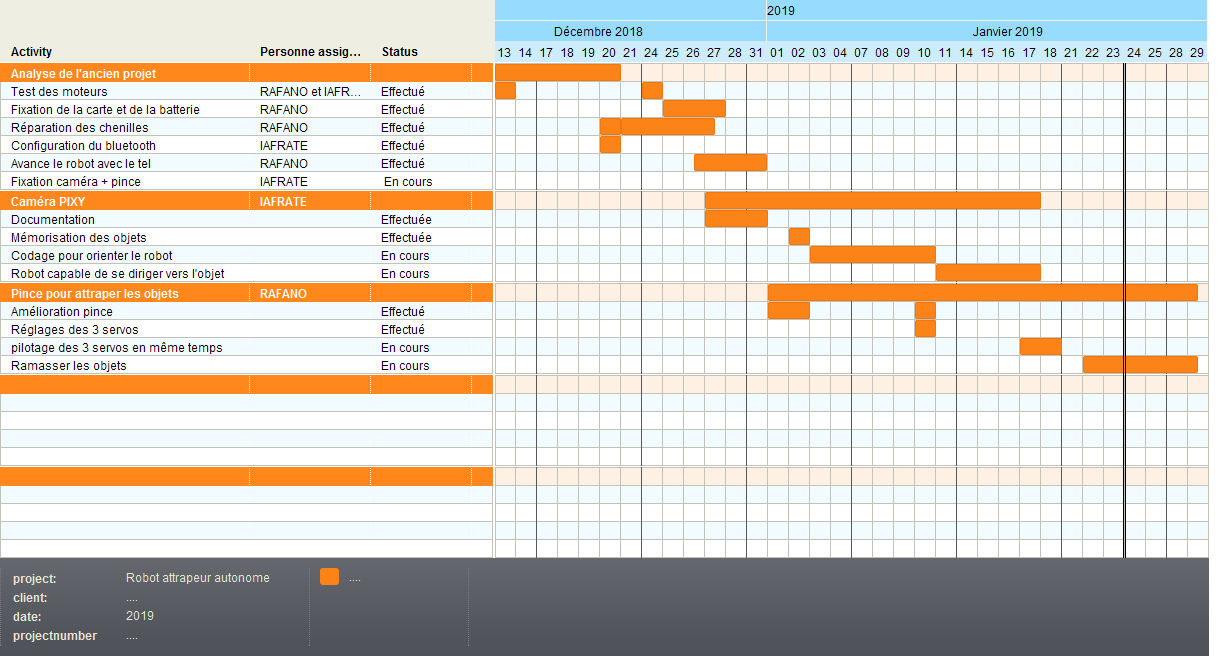 2019
Décembre 2018 Janvier 2019
Activity Personne assig... Status 13 14 17 18 19 20 21 24 25 26 27 28 31 01 02 03 04 07 08 09 10 11 14 15 16 17 18 21 22 23 24 25 28 29
Analyse de l'ancien projet
Test des moteurs RAFANO et IAFR... Effectué
Fixation de la carte et de la batterie RAFANO Effectué
Réparation des chenilles RAFANO Effectué
Configuration du bluetooth IAFRATE Effectué
Avance le robot avec le tel RAFANO Effectué
Fixation caméra + pince IAFRATE En cours
Caméra PIXY IAFRATE
Documentation Effectuée
Mémorisation des objets Effectuée
Codage pour orienter le robot En cours
Robot capable de se diriger vers l'objet En cours
Pince pour attraper les objets RAFANO
Amélioration pince Effectué
Réglages des 3 servos Effectué
pilotage des 3 servos en même temps En cours
Ramasser les objets En cours
project: Robot attrapeur autonome ....
client: ....
date: 2019
projectnumber ....